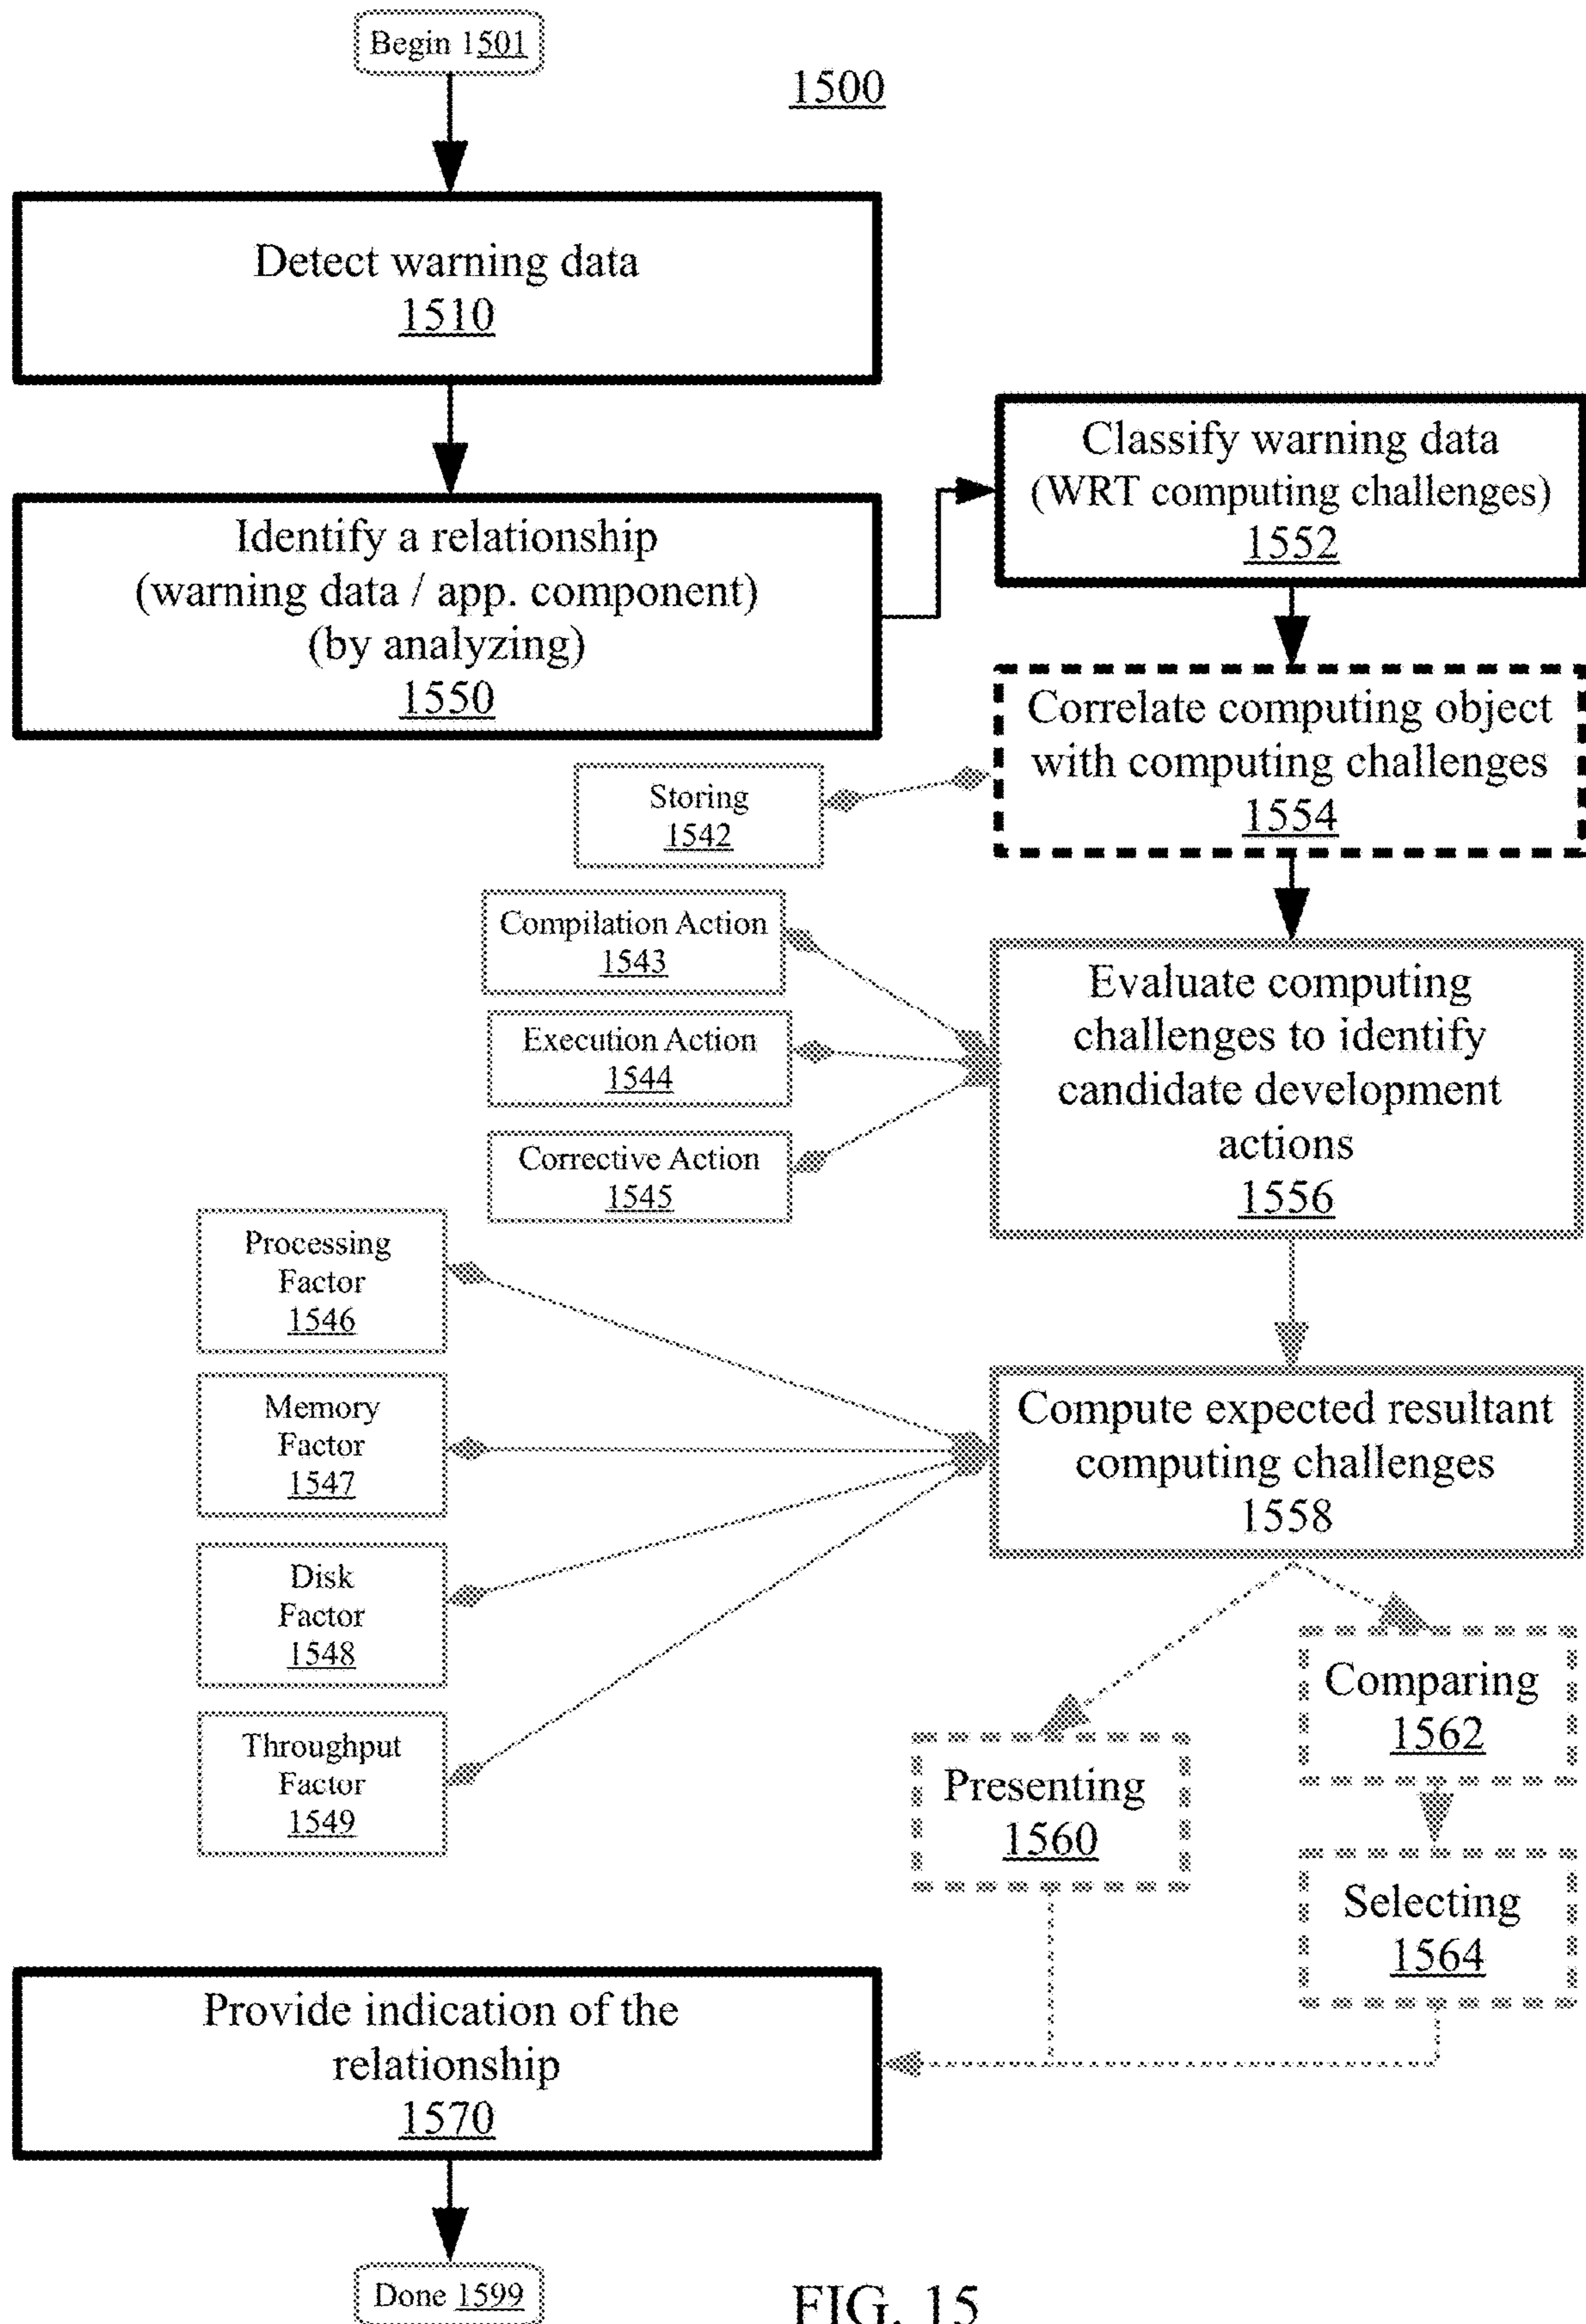 Begin 1501
1500
Detect warning data
1510
Identify a relationship
(warning data / app. component)
(by analyzing)
1550
Classify warning data
(WRT computing challenges)
1552
Correlate computing object
with computing challenges
1554
Storing
1542
Compilation Action
1543
Execution Action
1544
Corrective Action
1545
Evaluate computing
challenges to identify
candidate development
actions
1556
Processing
Factor
1546
Memory
Factor
1547
Disk
Factor
1548
Throughput
Factor
1549
Compute expected resultant
computing challenges
1558
Presenting
1560
Comparing
1562
Selecting
1564
Provide indication of the
relationship
1570
Done 1599
FIG. 15